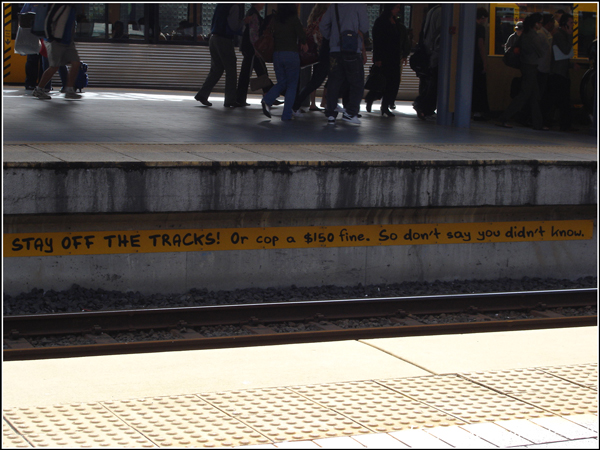 STAY OFF THE TRACKS! Or cop a $150 fine. So don't say you didn't know.